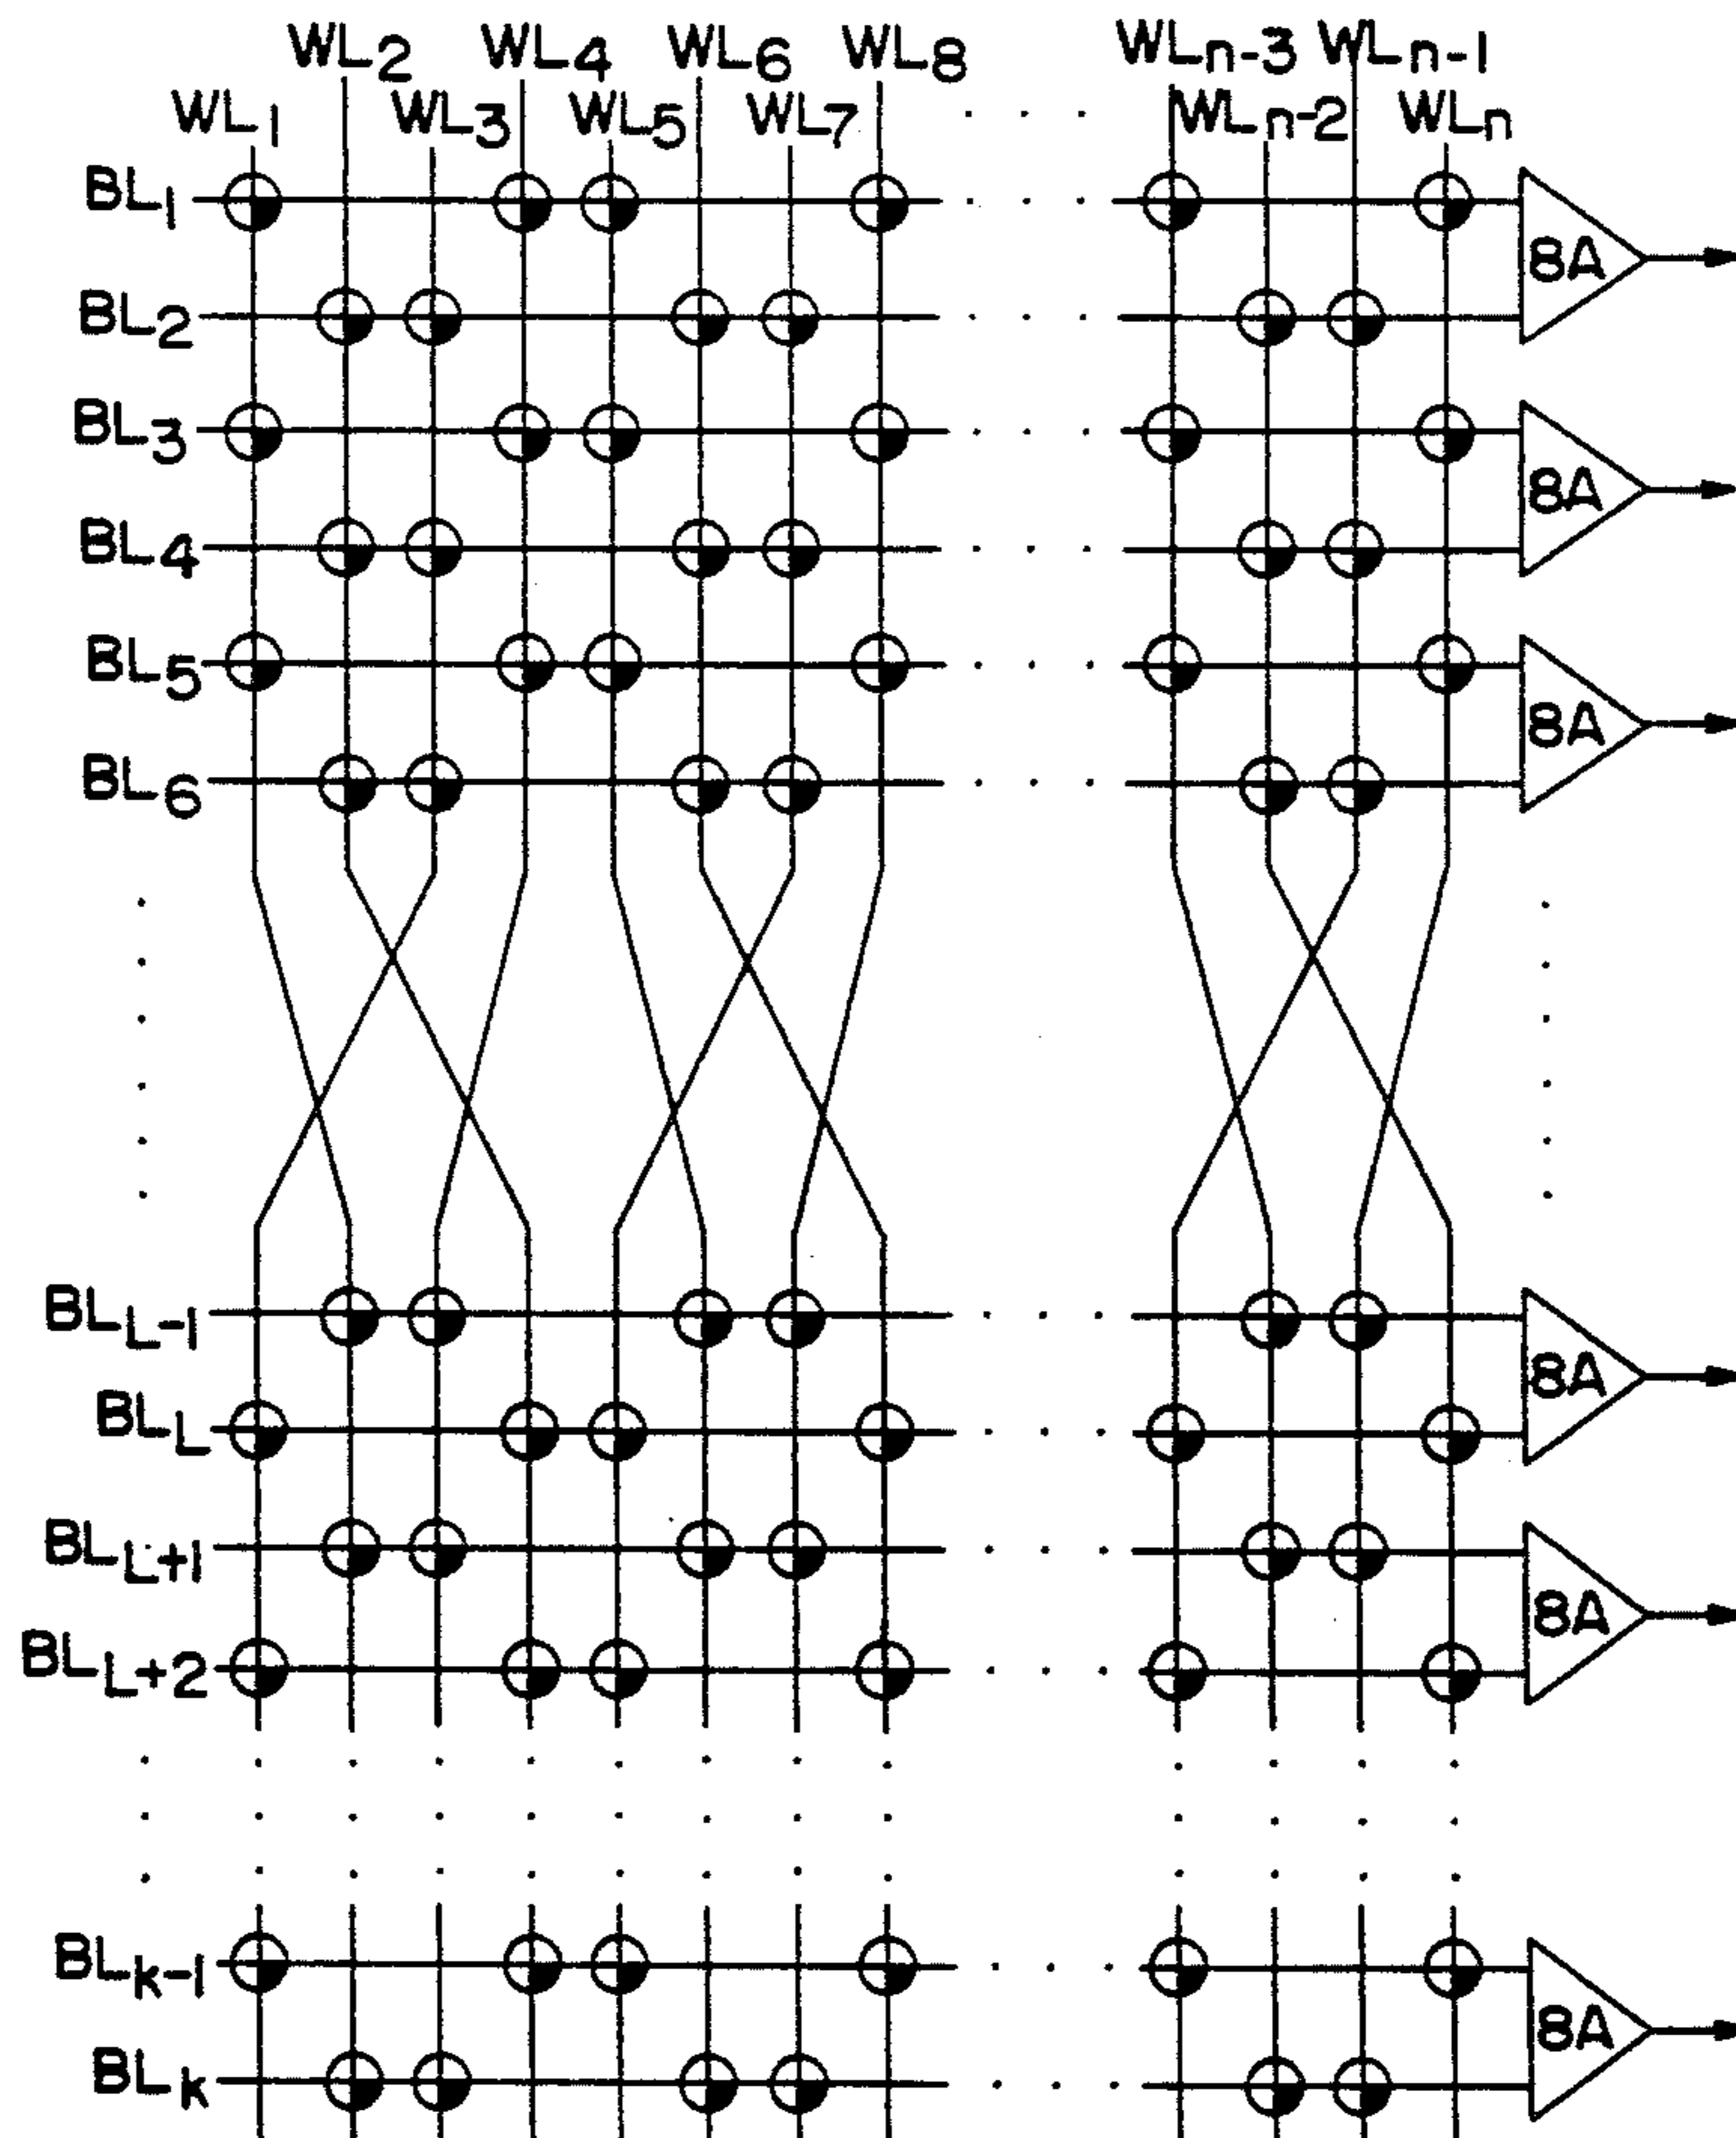 WL2 WL4 WL6 WL8 WLn-3 WLn-1
WL1 WL3 WL5 WL7 WLn-2 WLn
BL1
8A
BL2
BL3
8A
BL4
BL5
8A
BL6
BLL-1
8A
BLL
BLL+1
8A
BLL+2
BLk-1
8A
BLk